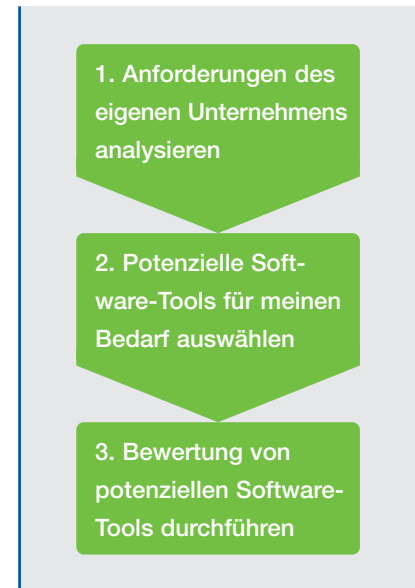 1. Anforderungen des
eigenen Unternehmens
analysieren
2. Potenzielle Soft-
ware-Tools für meinen
Bedarf auswählen
3. Bewertung von
potenziellen Software-
Tools durchführen